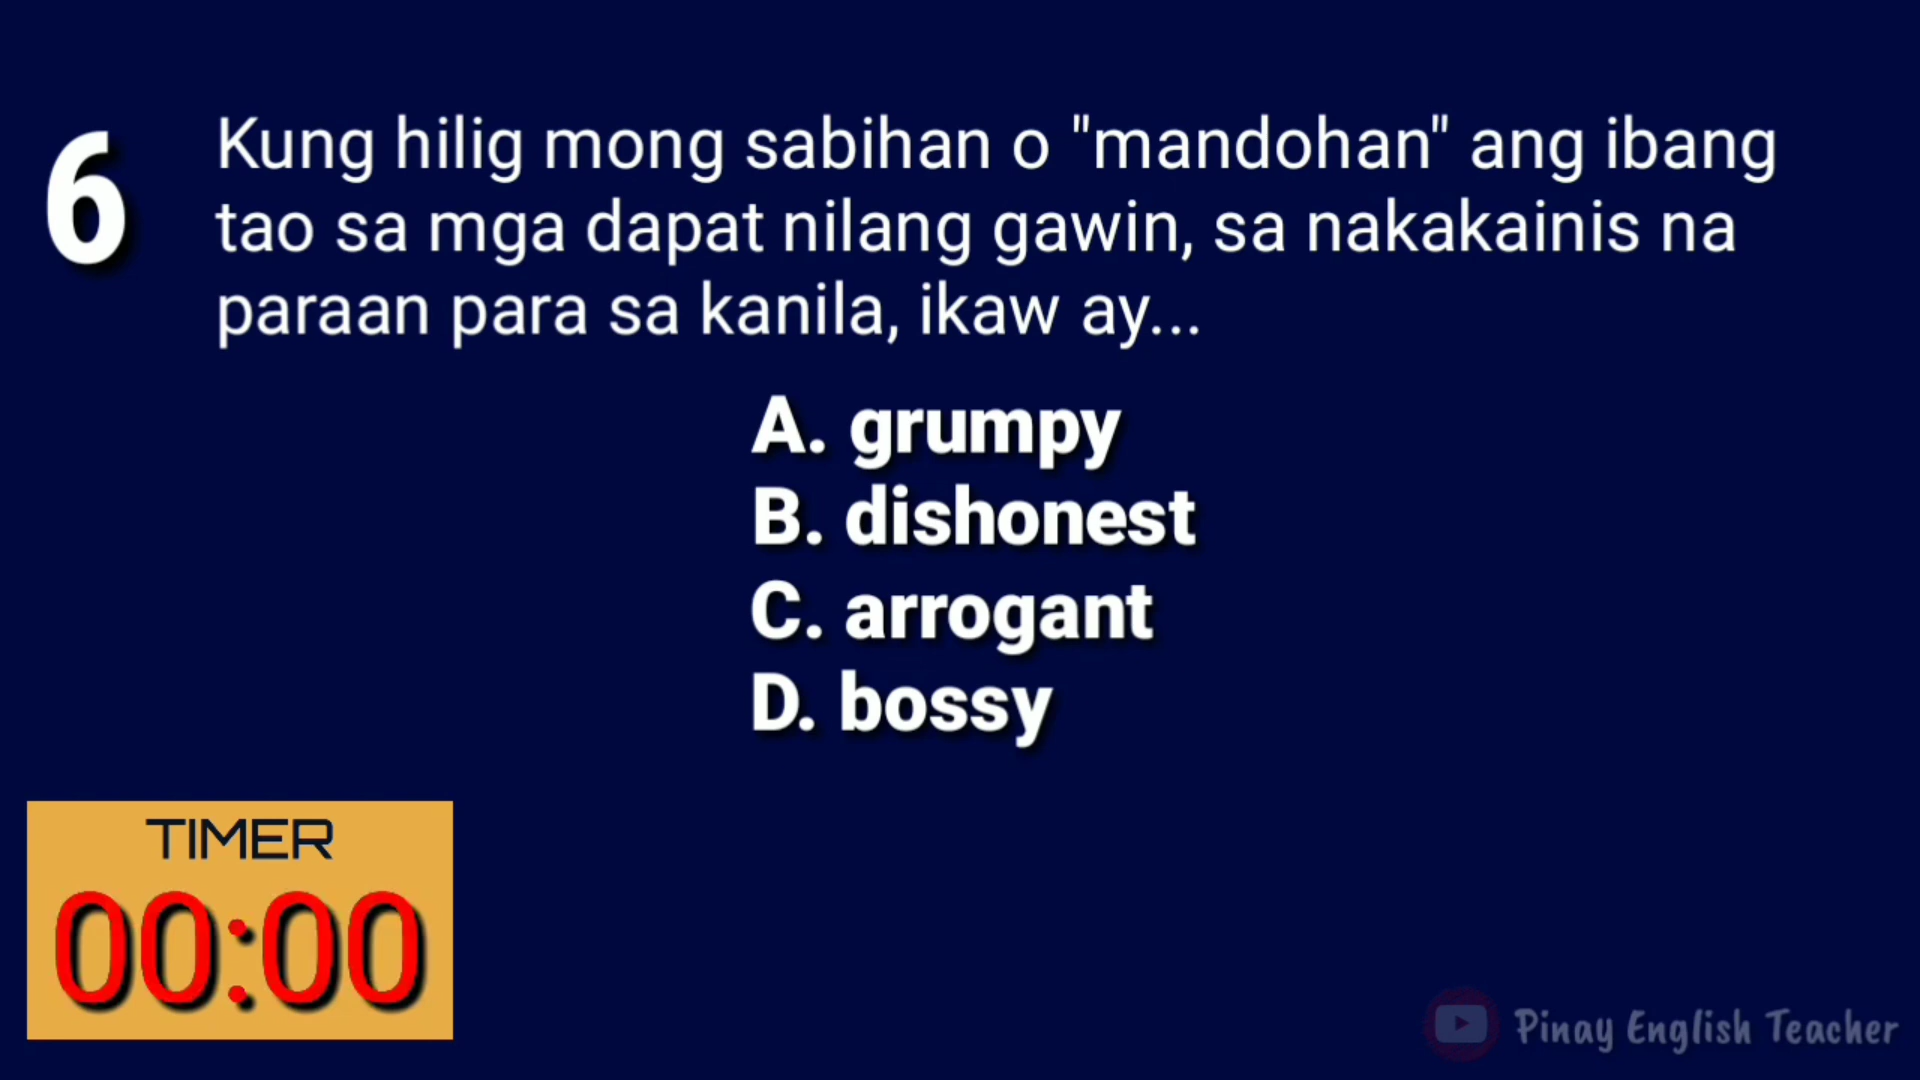 6
Kung hilig mong sabihan o "mandohan" ang ibang
tao sa mga dapat nilang gawin, sa nakakainis na
paraan para sa kanila, ikaw ay...
A. grumpy
B. dishonest
C. arrogant
D. bossy
TIMER
00:00
Pinay English Teacher